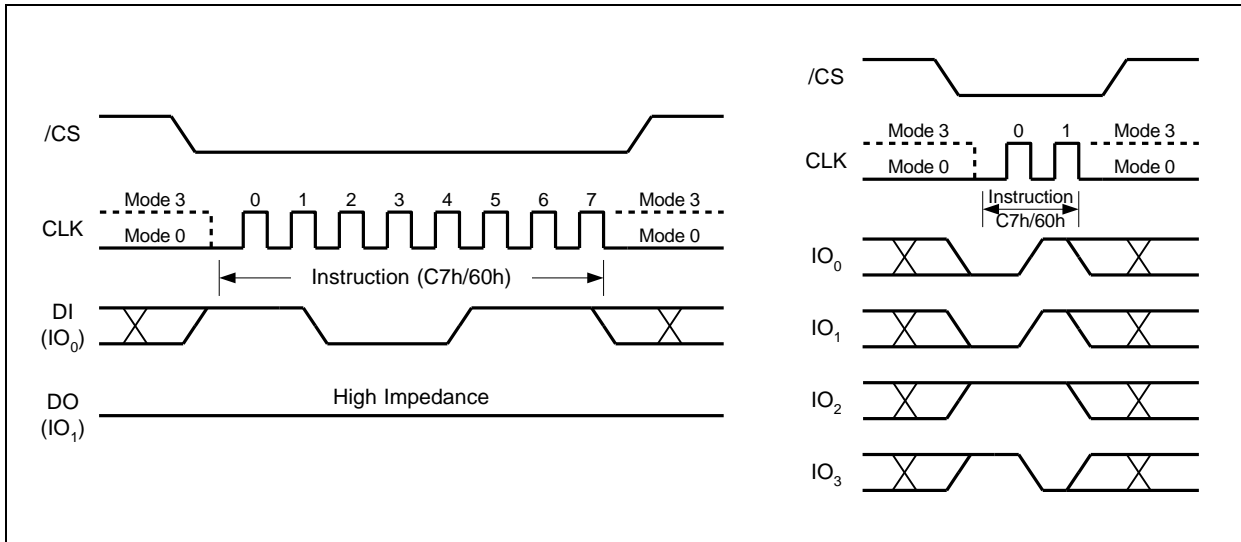 /CS
Mode 3
0 1 2 3 4 5 6 7
Mode 3
CLK
Mode 0
Mode 0
Instruction (C7h/60h)
DI
(IO0)
High Impedance
DO
(IO1)
/CS
Mode 3
0 1
Mode 3
CLK
Mode 0
Mode 0
Instruction
C7h/60h
IO0
IO1
IO2
IO3